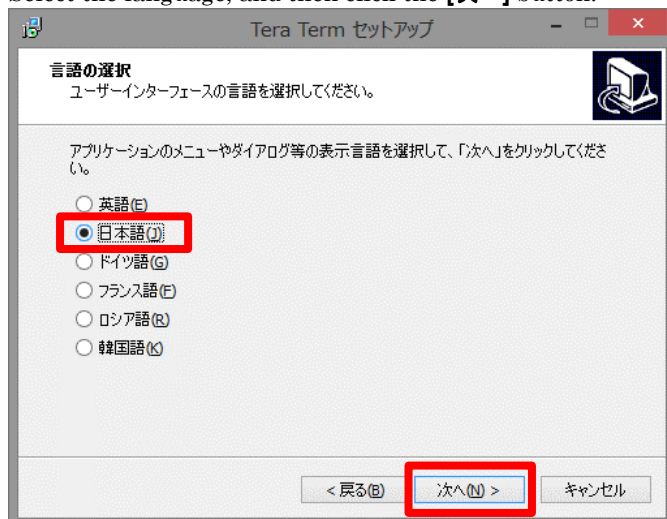 Select the language, and then click the [次へ] button.
Tera Term セットアップ
言語の選択
ユーザーインターフェースの言語を選択してください。
アプリケーションのメニューやダイアログ等の表示言語を選択して、「次へ」をクリックしてくださ
い。
英語(E)
日本語(J)
ドイツ語(G)
フランス語(F)
ロシア語(R)
韓国語(K)
< 戻る(B) 次へ(N) > キャンセル